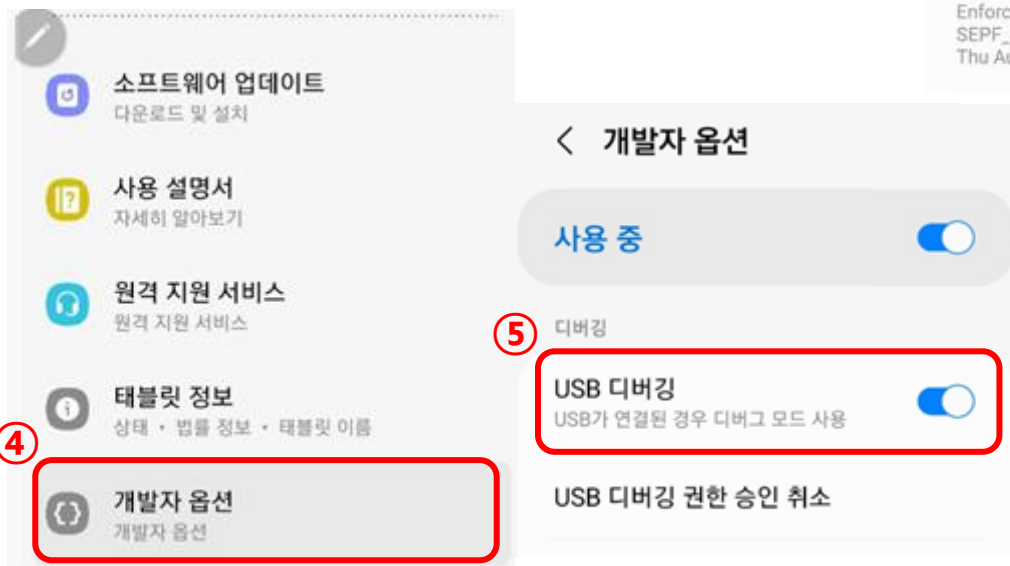 소프트웨어 업데이트
다운로드 및 설치
사용 설명서
자세히 알아보기
원격 지원 서비스
원격 지원 서비스
태블릿 정보
상태 • 법률 정보 • 태블릿 이름
④
개발자 옵션
개발자 옵션
Enforc
SEPF_
Thu Au
< 개발자 옵션
사용 중
디버깅
⑤
USB 디버깅
USB가 연결된 경우 디버그 모드 사용
USB 디버깅 권한 승인 취소